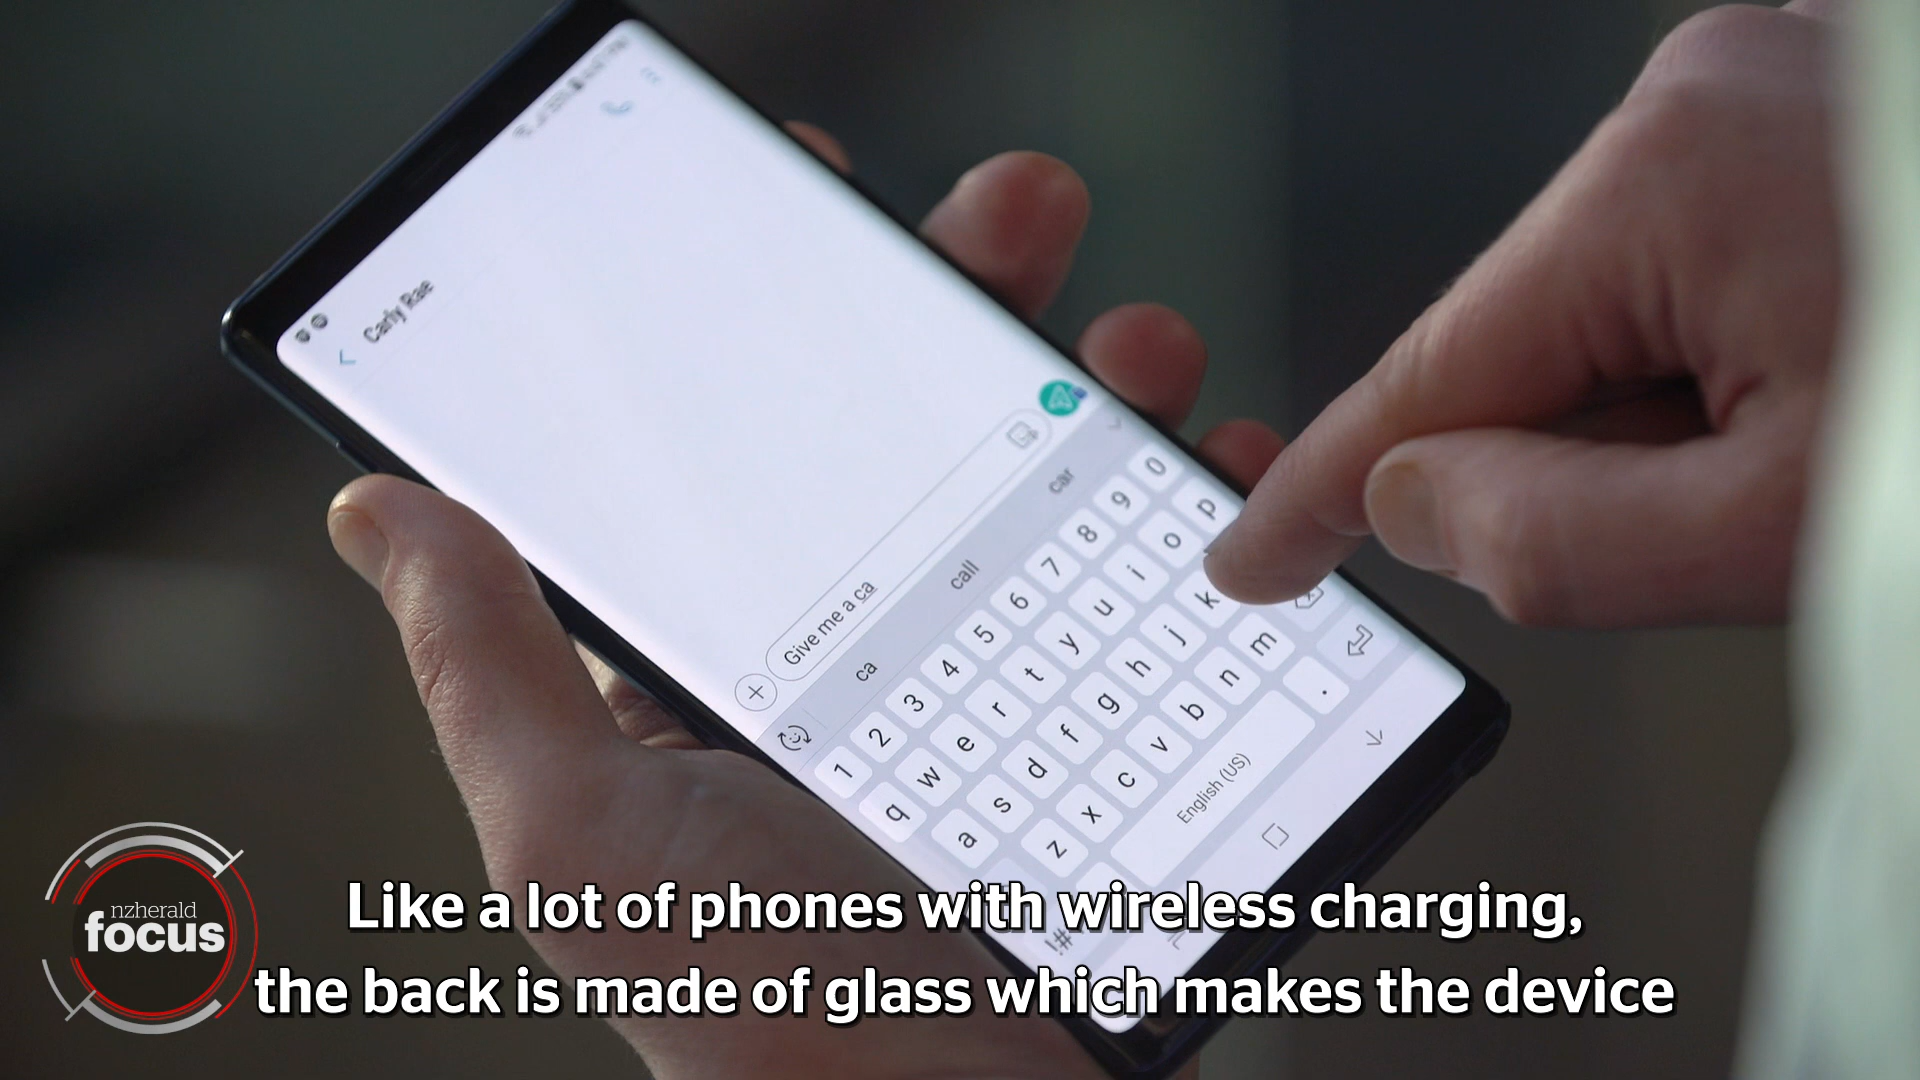 Carly Rae
Give me a ca
ca call car
1 2 3 4 5 6 7 8 9 0
q w e r t y u i o p
a s d f g h j k
z x c v b n m
!# English (US) .
nzherald
focus
Like a lot of phones with wireless charging,
the back is made of glass which makes the device